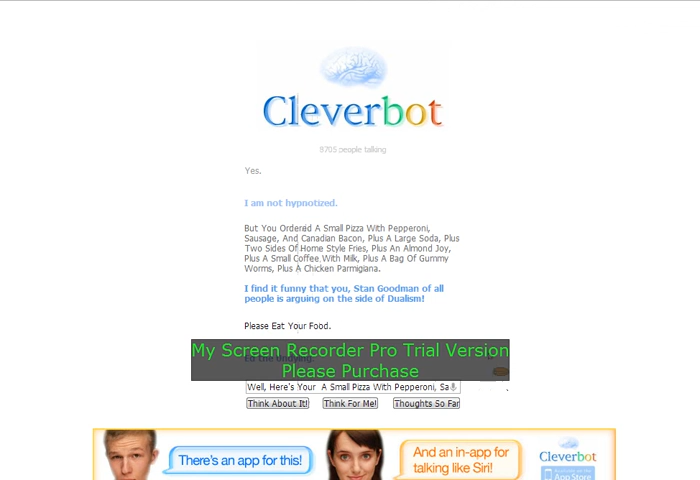 Cleverbot
8705 people talking
Yes.
I am not hypnotized.
But You Ordered A Small Pizza With Pepperoni,
Sausage, And Canadian Bacon, Plus A Large Soda, Plus
Two Sides Of Home Style Fries, Plus An Almond Joy,
Plus A Small Coffee With Milk, Plus A Bag Of Gummy
Worms, Plus A Chicken Parmigiana.
I find it funny that you, Stan Goodman of all
people is arguing on the side of Dualism!
Please Eat Your Food.
My Screen Recorder Pro Trial Version
Please Purchase
Well, Here's Your A Small Pizza With Pepperoni, Sa
Think About It! Think For Me! Thoughts So Far
There's an app for this!
And an in-app for
talking like Siri!
Cleverbot
App Store